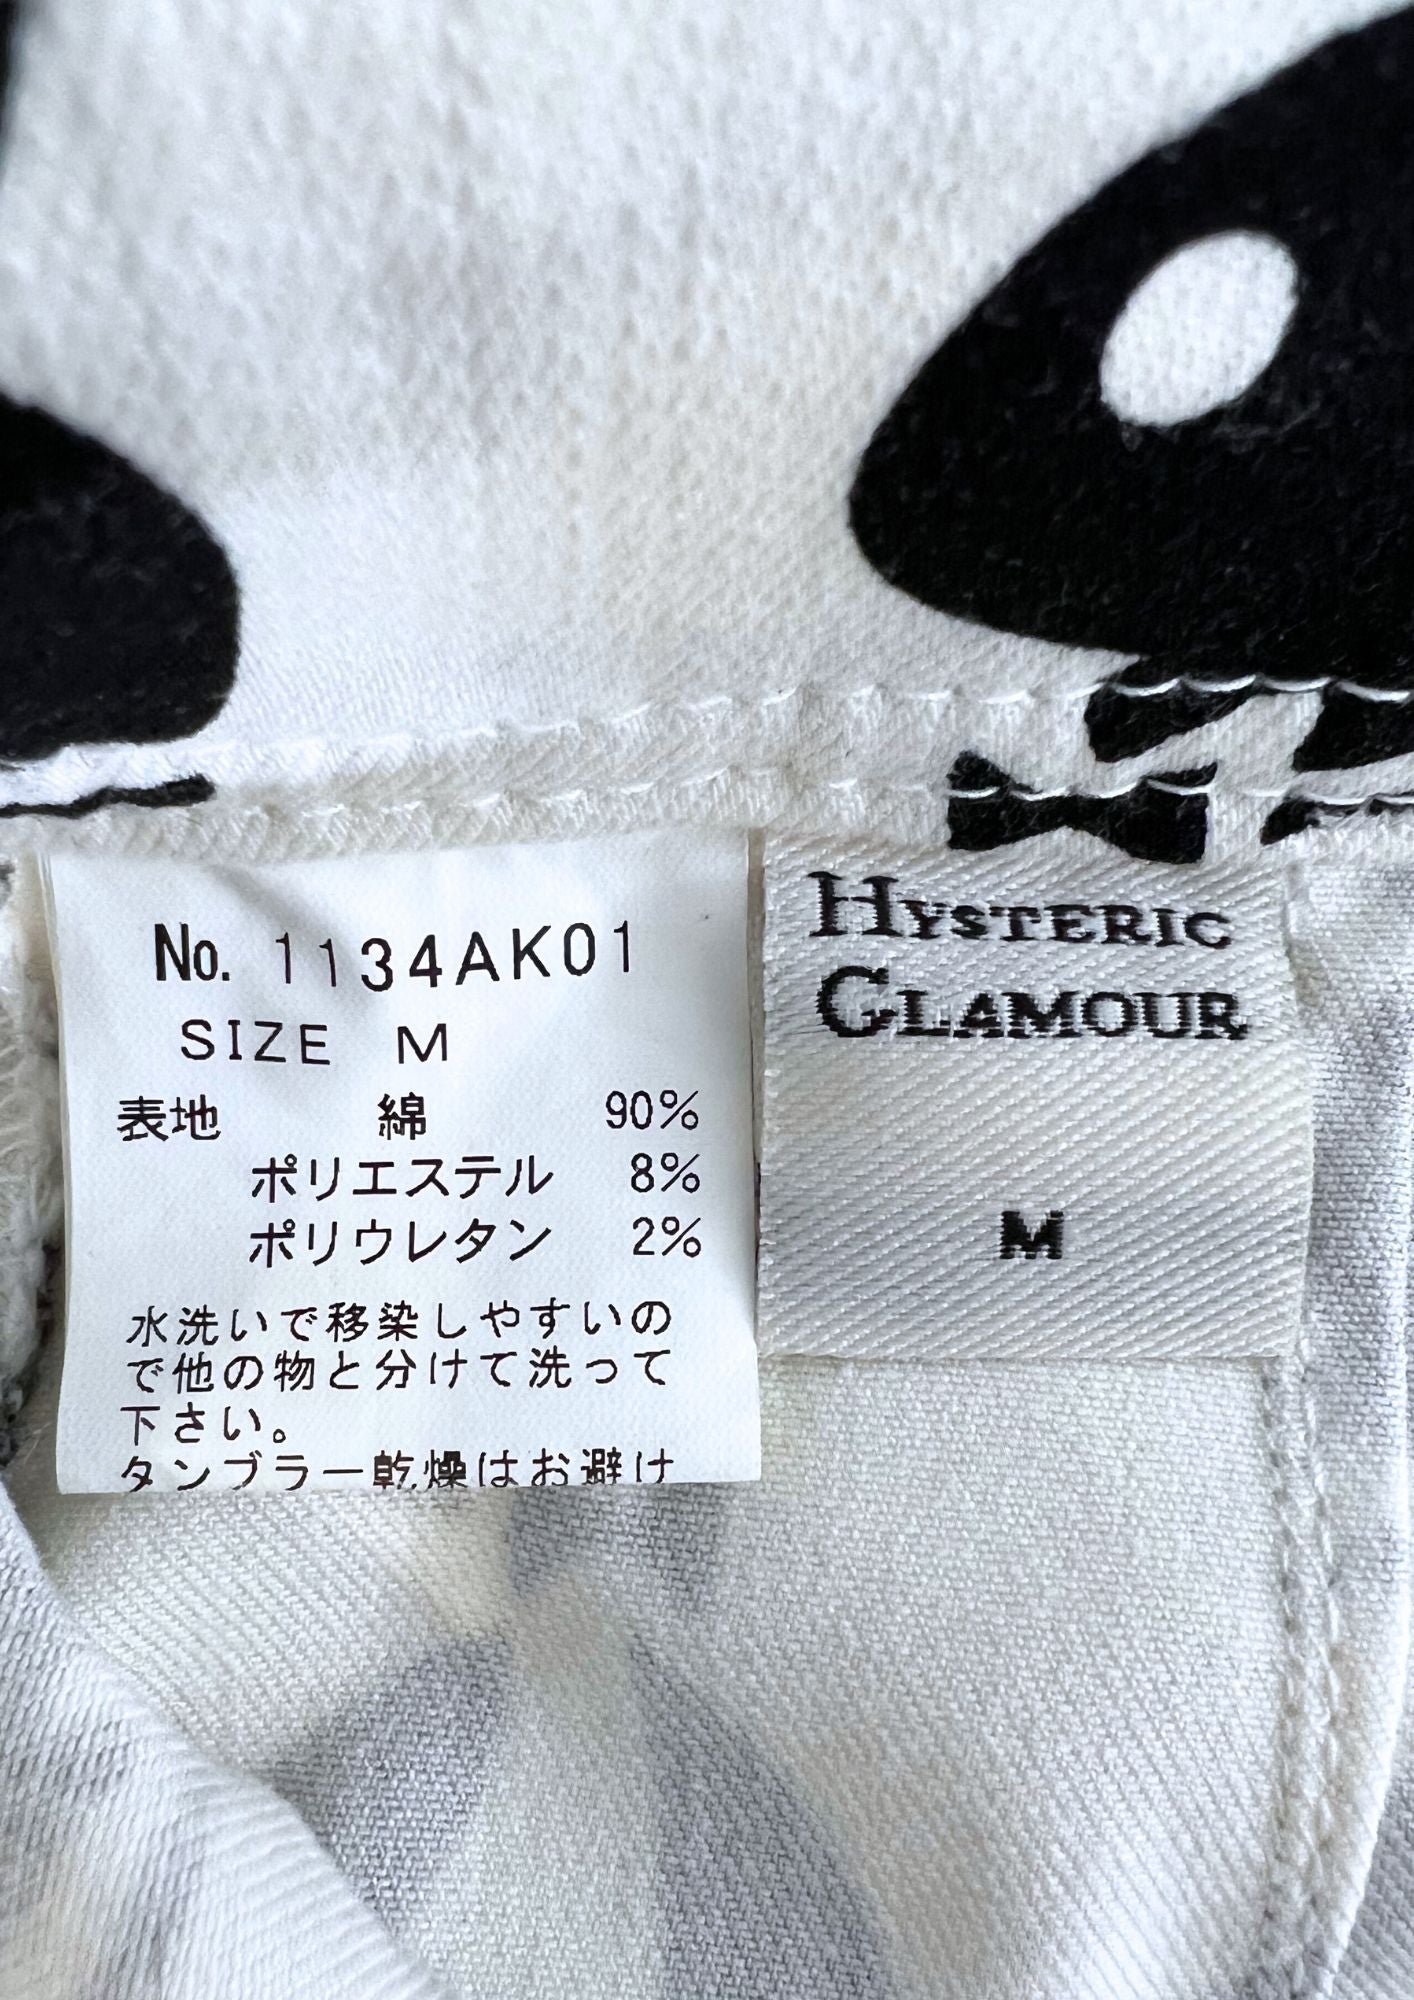 No. 1134AK01
SIZE M
表地 綿 90%
ポリエステル 8%
ポリウレタン 2%
水洗いで移染しやすいの
で他の物と分けて洗って
下さい。
タンブラー乾燥はお避け
HYSTERIC
GLAMOUR
M